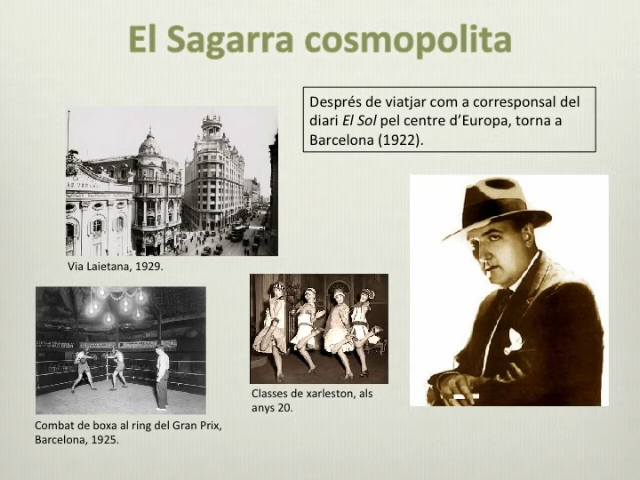 El Sagarra cosmopolita
Després de viatjar com a corresponsal del
diari El Sol pel centre d'Europa, torna a
Barcelona (1922).
Via Laietana, 1929.
Classes de xarleston, als
anys 20.
Combat de boxa al ring del Gran Prix,
Barcelona, 1925.